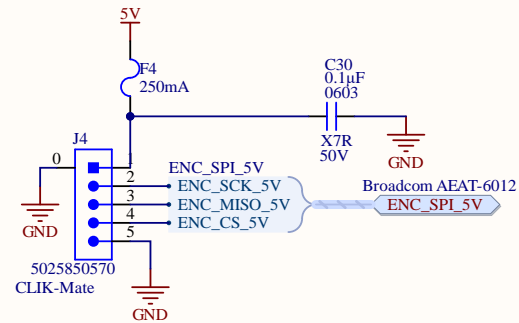 5V
F4
250mA
C30
0.1µF
0603
X7R
50V
GND
J4
0
1
2
3
4
5
ENC_SPI_5V
ENC_SCK_5V
ENC_MISO_5V
ENC_CS_5V
Broadcom AEAT-6012
ENC_SPI_5V
GND
5025850570
CLIK-Mate
GND